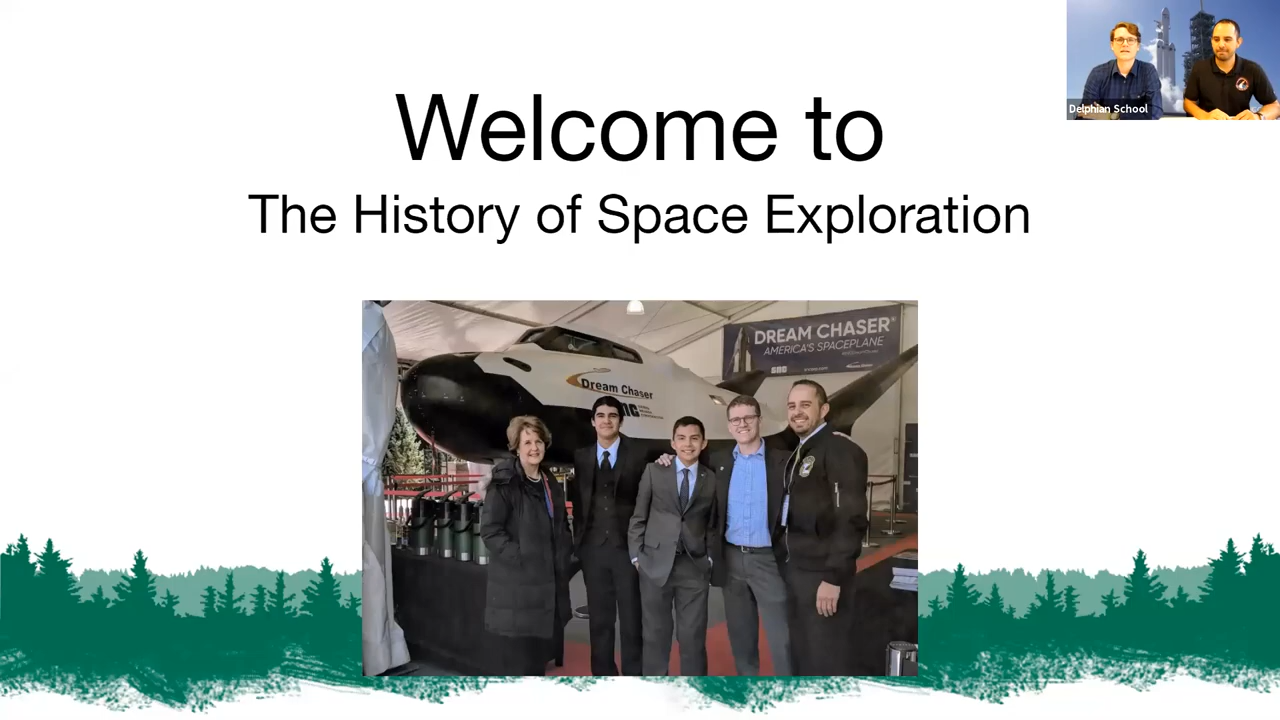 Welcome to
The History of Space Exploration
Delphian School
DREAM CHASER®
AMERICA'S SPACEPLANE
Dream Chaser